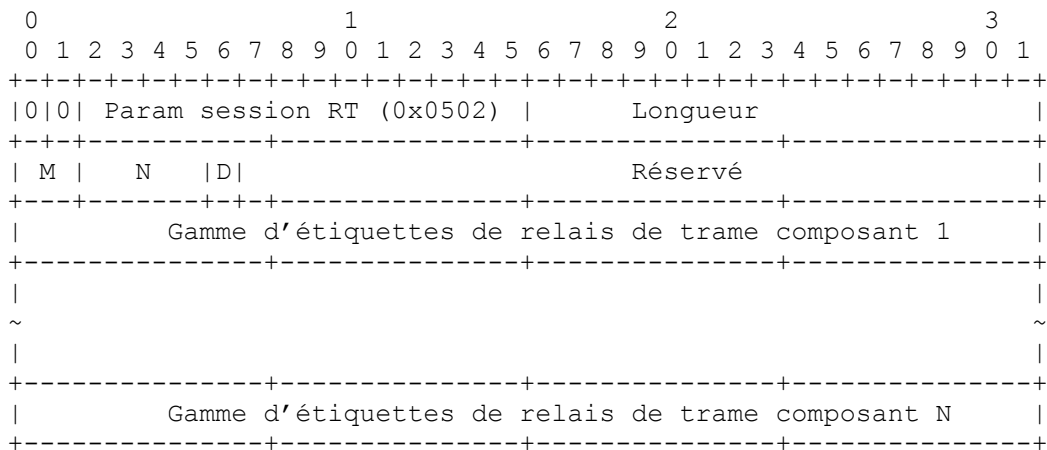 0                   1                   2                   3
 0 1 2 3 4 5 6 7 8 9 0 1 2 3 4 5 6 7 8 9 0 1 2 3 4 5 6 7 8 9 0 1
+-+-+-+-+-+-+-+-+-+-+-+-+-+-+-+-+-+-+-+-+-+-+-+-+-+-+-+-+-+-+-+-+
|0|0| Param session RT (0x0502) |      Longueur                 |
+-+-+-----------+---------------+---------------+---------------+
| M |   N   |D|                        Réservé                  |
+---+-------+-+-+---------------+---------------+---------------+
|         Gamme d’étiquettes de relais de trame composant 1     |
+---------------+---------------+---------------+---------------+
|                                                               |
~                                                               ~
|                                                               |
+---------------+---------------+---------------+---------------+
|         Gamme d’étiquettes de relais de trame composant N     |
+---------------+---------------+---------------+---------------+